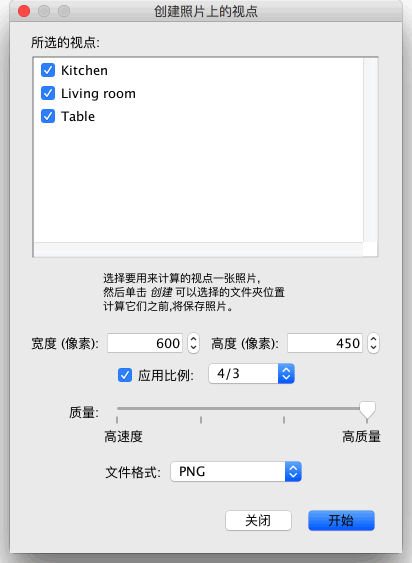 创建照片上的视点
所选的视点:
Kitchen
Living room
Table
选择要用来计算的视点一张照片,
然后单击 创建 可以选择的文件夹位置
计算它们之前,将保存照片。
宽度 (像素): 600 高度 (像素): 450
应用比例: 4/3
质量:
高速度 高质量
文件格式: PNG
关闭 开始